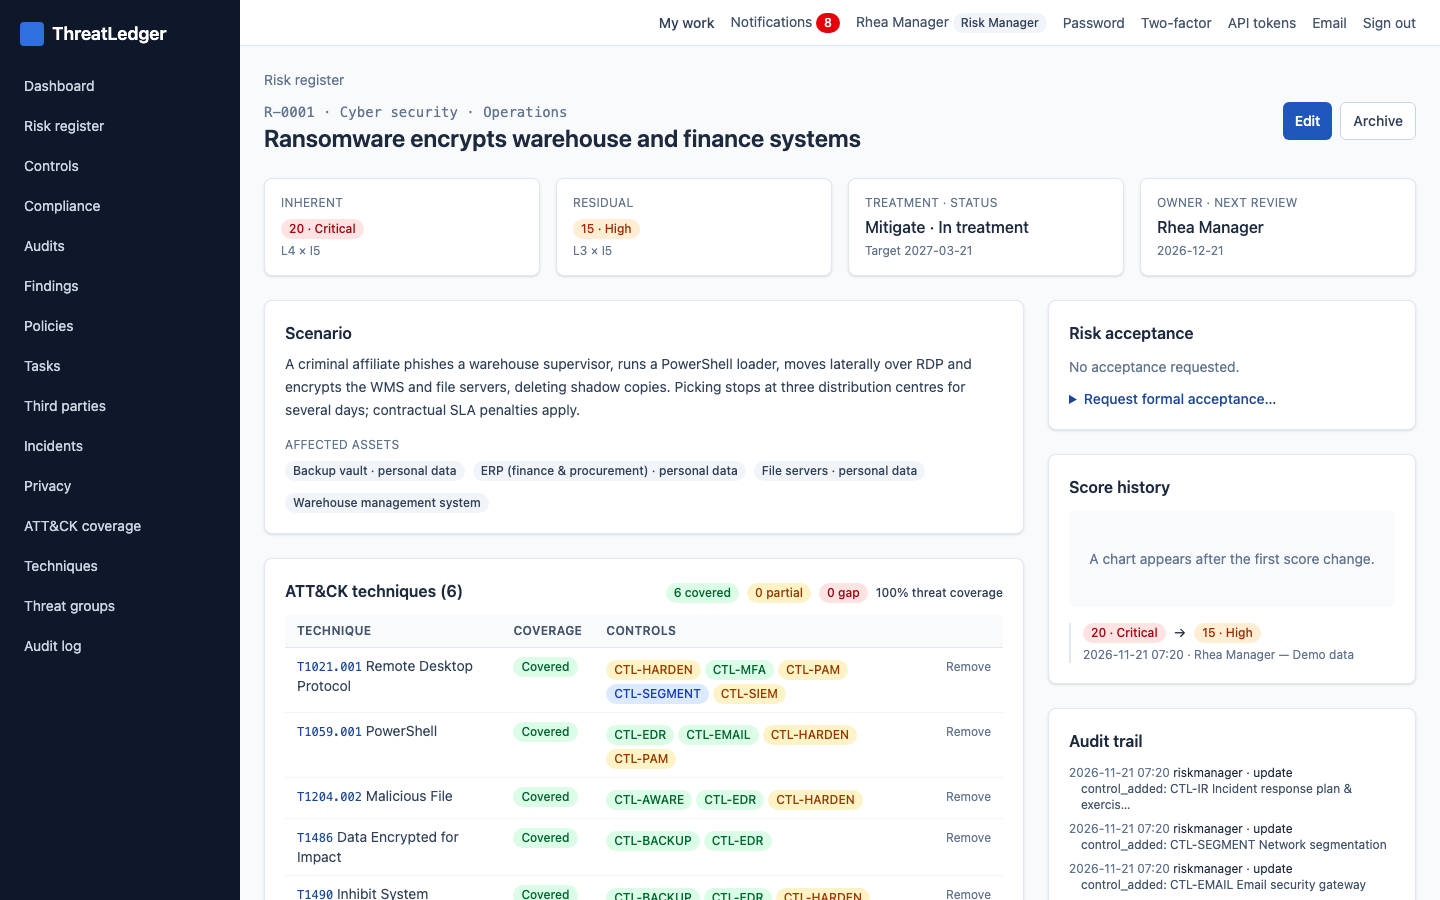 ThreatLedger
Dashboard
Risk register
Controls
Compliance
Audits
Findings
Policies
Tasks
Third parties
Incidents
Privacy
ATT&CK coverage
Techniques
Threat groups
Audit log
My work Notifications 8 Rhea Manager Risk Manager Password Two-factor API tokens Email Sign out
Risk register
R-0001 · Cyber security · Operations
Ransomware encrypts warehouse and finance systems
Edit Archive
INHERENT
20 · Critical
L4 × I5
RESIDUAL
15 · High
L3 × I5
TREATMENT · STATUS
Mitigate · In treatment
Target 2027-03-21
OWNER · NEXT REVIEW
Rhea Manager
2026-12-21
Scenario
A criminal affiliate phishes a warehouse supervisor, runs a PowerShell loader, moves laterally over RDP and
encrypts the WMS and file servers, deleting shadow copies. Picking stops at three distribution centres for
several days; contractual SLA penalties apply.
AFFECTED ASSETS
Backup vault · personal data ERP (finance & procurement) · personal data File servers · personal data
Warehouse management system
ATT&CK techniques (6) 6 covered 0 partial 0 gap 100% threat coverage
TECHNIQUE COVERAGE CONTROLS
T1021.001 Remote Desktop Covered CTL-HARDEN CTL-MFA CTL-PAM Remove
Protocol CTL-SEGMENT CTL-SIEM
T1059.001 PowerShell Covered CTL-EDR CTL-EMAIL CTL-HARDEN Remove
CTL-PAM
T1204.002 Malicious File Covered CTL-AWARE CTL-EDR CTL-HARDEN Remove
T1486 Data Encrypted for Covered CTL-BACKUP CTL-EDR Remove
Impact
T1490 Inhibit System Covered CTL-BACKUP CTL-EDR CTL-HARDEN Remove
Risk acceptance
No acceptance requested.
Request formal acceptance...
Score history
A chart appears after the first score change.
20 · Critical → 15 · High
2026-11-21 07:20 · Rhea Manager — Demo data
Audit trail
2026-11-21 07:20 riskmanager · update
control_added: CTL-IR Incident response plan &
exercis...
2026-11-21 07:20 riskmanager · update
control_added: CTL-SEGMENT Network segmentation
2026-11-21 07:20 riskmanager · update
control_added: CTL-EMAIL Email security gateway